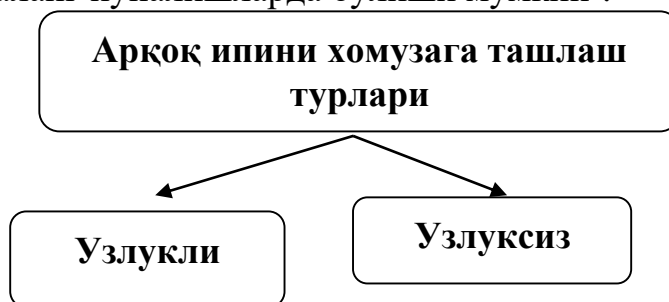 Арқоқ ипини хомузага ташлаш
турлари
Узлукли
Узлуксиз